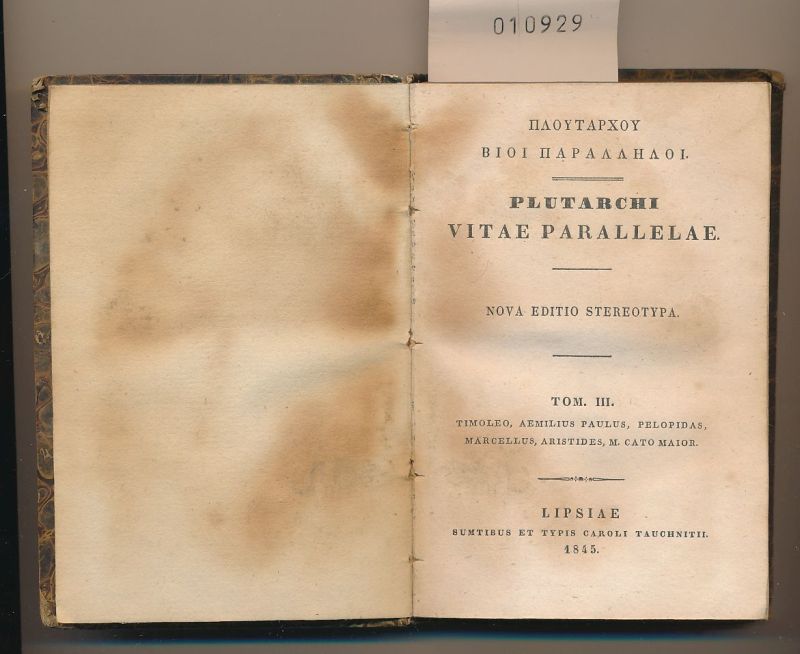 010929
ΠΛΟΥΤΑΡΧΟΥ
ΒΙΟΙ ΠΑΡΑΛΛΗΛΟΙ.
PLUTARCHI
VITAE PARALLELAE.
NOVA EDITIO STEREOTYPA.
TOM. III.
TIMOLEO, AEMILIUS PAULUS, PELOPIDAS,
MARCELLUS, ARISTIDES, M. CATO MAIOR.
LIPSIAE
SUMTIBUS ET TYPIS CAROLI TAUCHNITII.
1845.